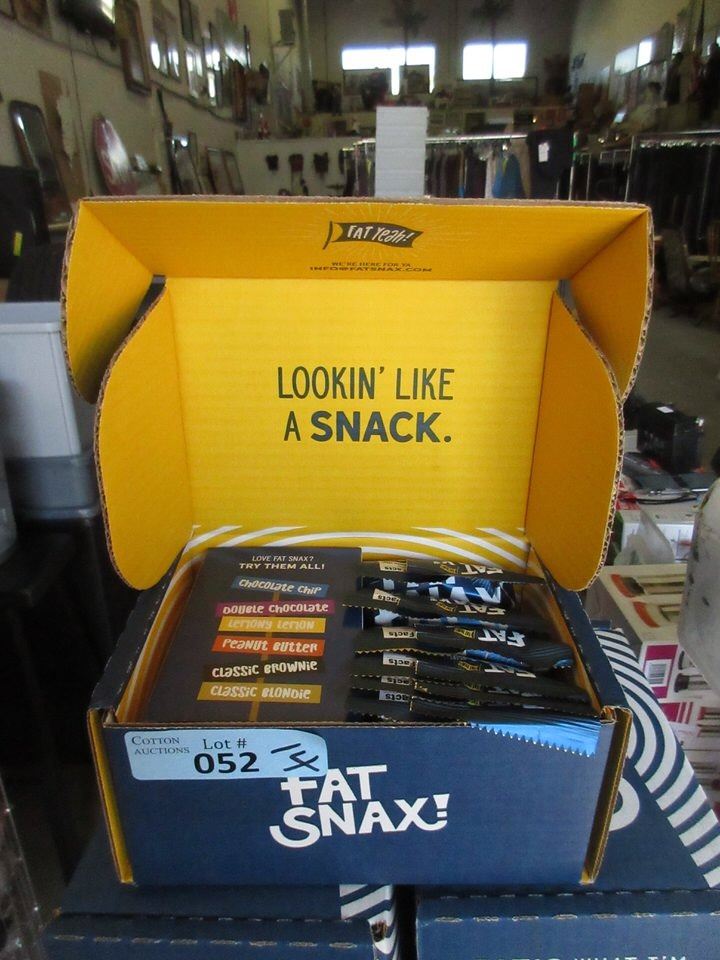 FAT Yeah!
WE'RE HERE FOR YA
INFO@FATSNAX.COM
LOOKIN' LIKE
A SNACK.
LOVE FAT SNAX?
TRY THEM ALL!
CHOCOLATE CHIP
DOUBLE CHOCOLATE
LEMONY LEMON
PEANUT BUTTER
CLASSIC BROWNIE
CLASSIC BLONDIE
COTTON
AUCTIONS
Lot #
052
FAT
SNAX!
WHAT I'M